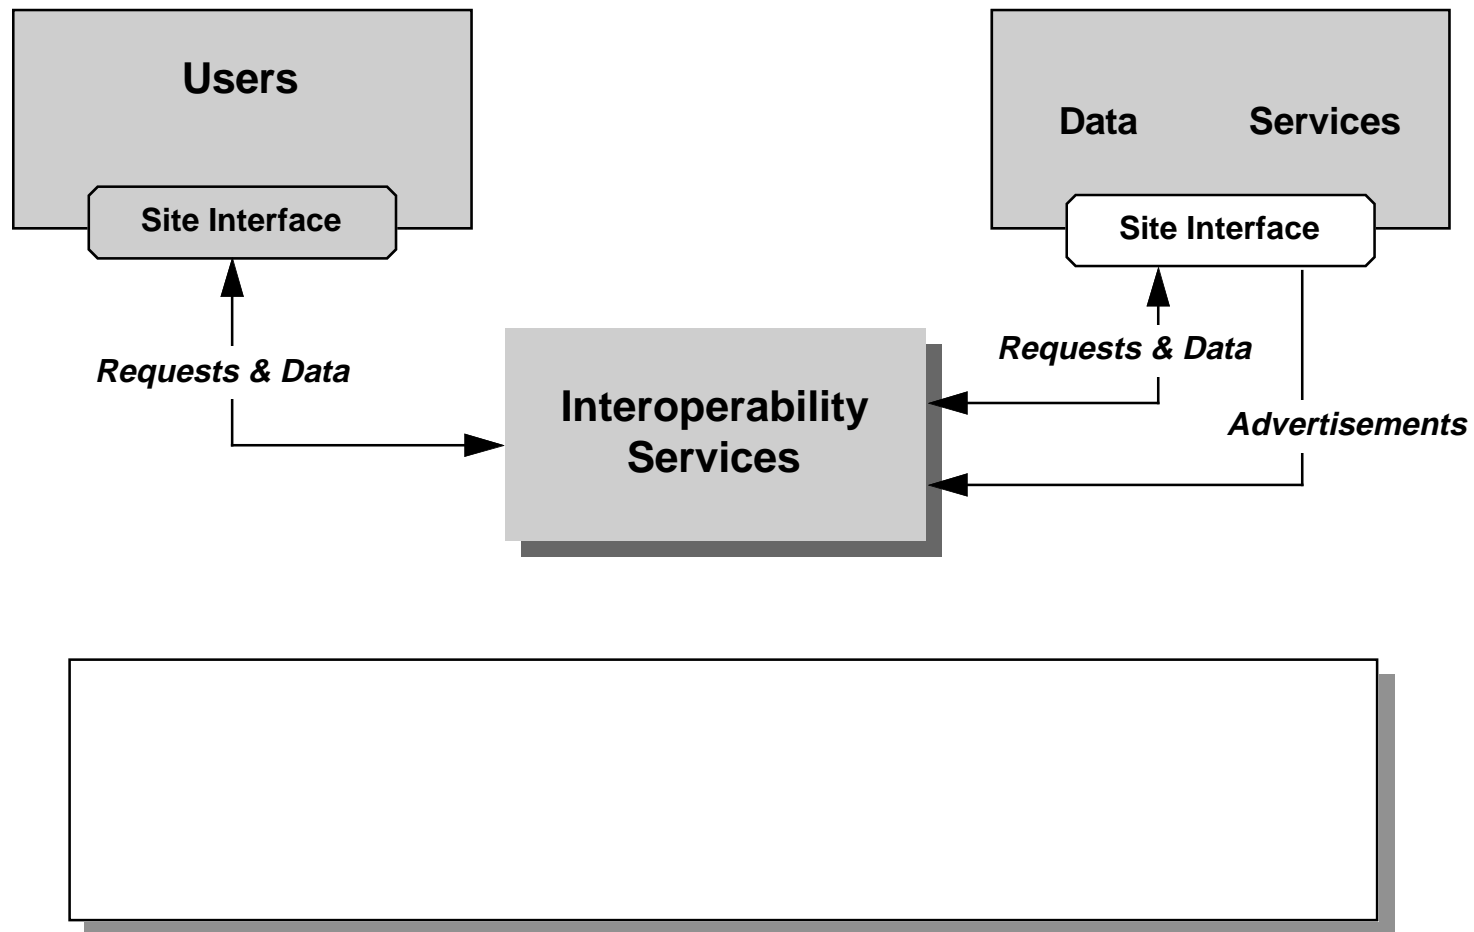 Users
Data Services
Site Interface
Site Interface
Requests & Data
Requests & Data
Interoperability
Services
Advertisements